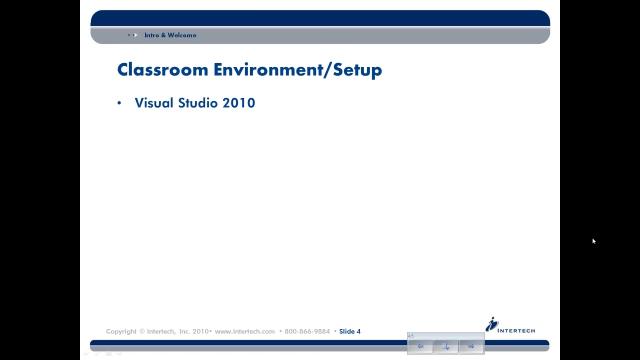 Intro & Welcome
Classroom Environment/Setup
• Visual Studio 2010
Copyright © Intertech, Inc. 2010• www.Intertech.com • 800-866-9884 • Slide 4
INTERTECH